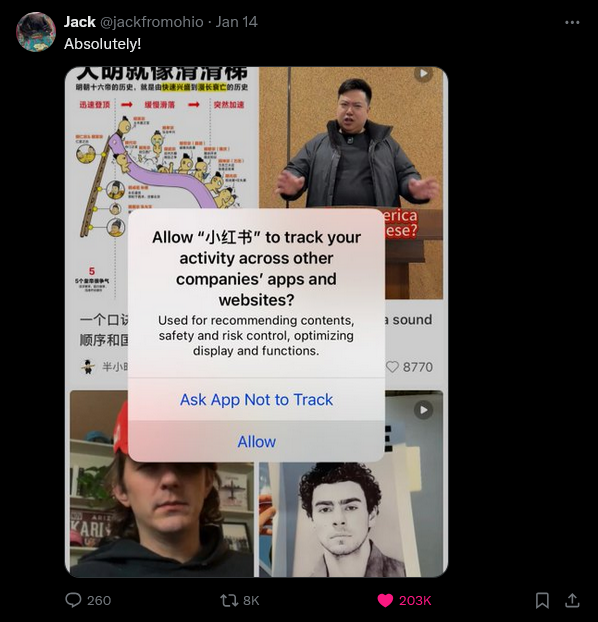 Jack @jackfromohio · Jan 14
Absolutely!
大明就像滑滑梯
明朝十六帝的历史，就是由快速兴盛到漫长衰亡的历史
迅速登顶 → 缓慢滑落 → 突然加速
5
5个皇帝很争气
erica
ese?
Allow “小红书” to track your
activity across other
companies’ apps and
websites?
Used for recommending contents,
safety and risk control, optimizing
display and functions.
Ask App Not to Track
Allow
一个口
顺序和
a sound
半小
8770
KARI
260
8K
203K